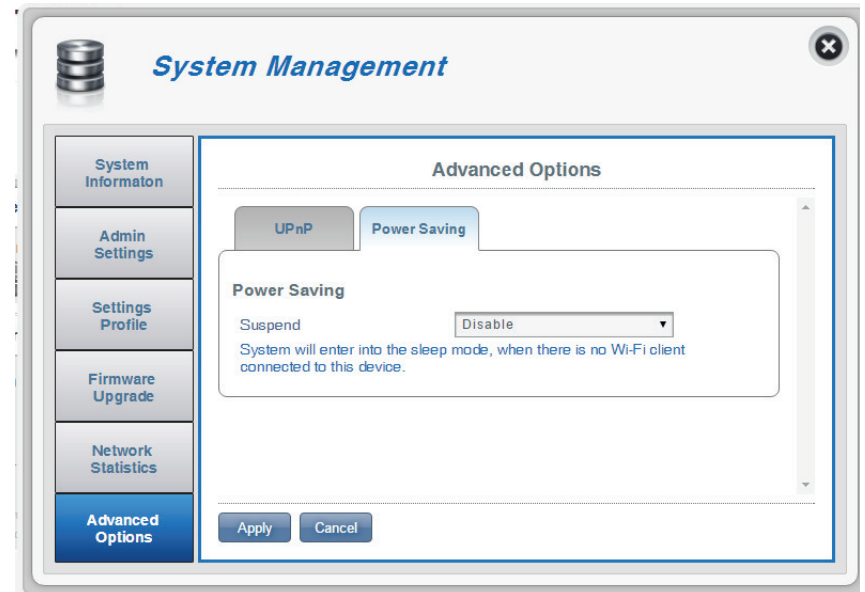 System Management
System
Informaton
Admin
Settings
Settings
Profile
Firmware
Upgrade
Network
Statistics
Advanced
Options
Advanced Options
UPnP
Power Saving
Power Saving
Suspend
Disable
System will enter into the sleep mode, when there is no Wi-Fi client
connected to this device.
Apply
Cancel